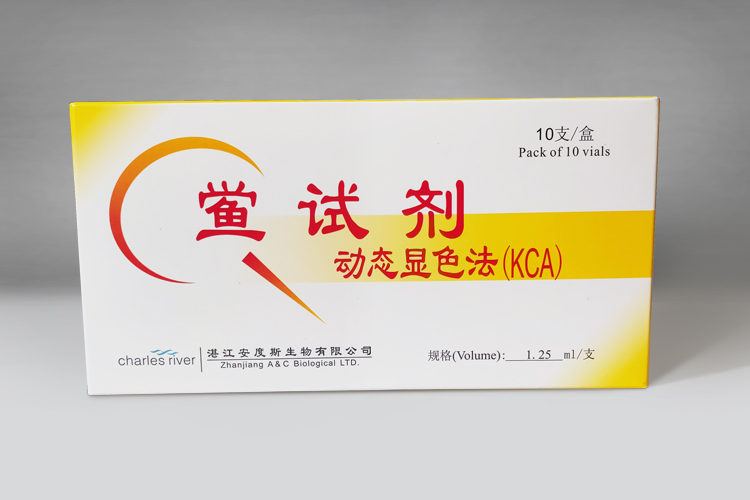 10支/盒
Pack of 10 vials
鲎试剂
动态显色法(KCA)
charles river
湛江安度斯生物有限公司
Zhanjiang A & C Biological LTD.
规格(Volume): 1.25 ml/支